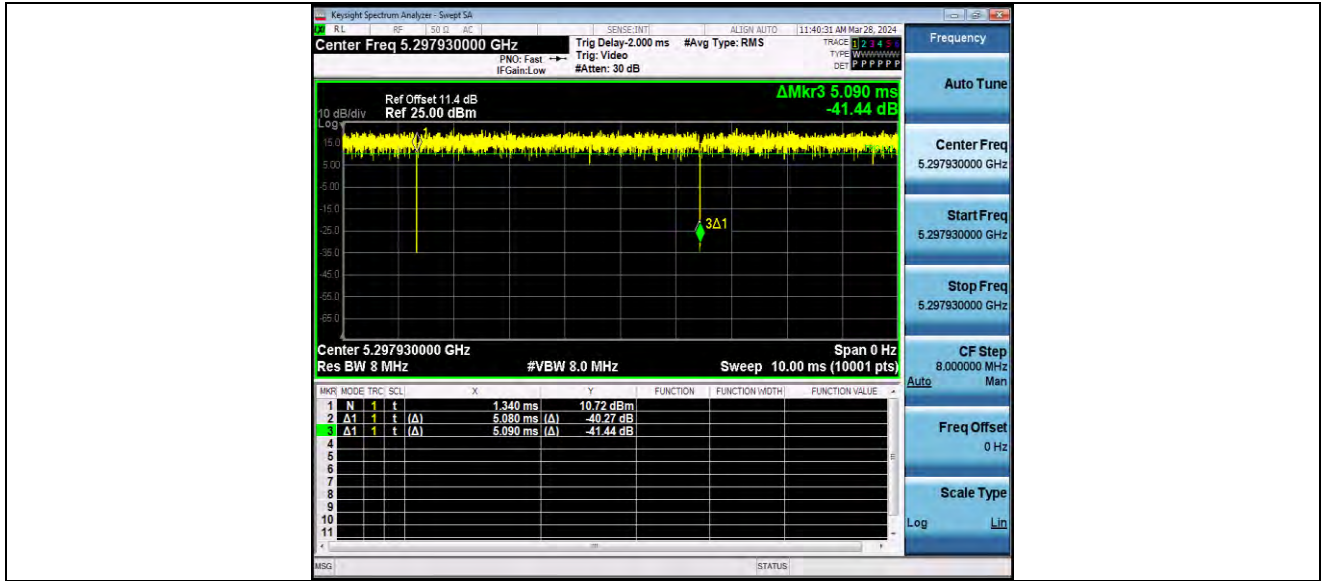 Keysight Spectrum Analyzer - Swept SA
RL RF 50 Ω AC SENSE:INT ALIGN AUTO 11:40:31 AM Mar 28, 2024
Center Freq 5.297930000 GHz
PNO: Fast
IFGain:Low
Trig Delay-2.000 ms
Trig: Video
#Atten: 30 dB
#Avg Type: RMS
TRACE 1 2 3 4 5 6
TYPE WWWWWW
DET P P P P P P
ΔMkr3 5.090 ms
-41.44 dB
Ref Offset 11.4 dB
10 dB/div Ref 25.00 dBm
Log
15.0
5.00
-5.00
-15.0
-25.0
-35.0
-45.0
-55.0
-65.0
1
3Δ1
Center 5.297930000 GHz Span 0 Hz
Res BW 8 MHz #VBW 8.0 MHz Sweep 10.00 ms (10001 pts)
MKR MODE TRC SCL X Y FUNCTION FUNCTION WIDTH FUNCTION VALUE
1 N 1 t 1.340 ms 10.72 dBm
2 Δ1 1 t (Δ) 5.080 ms (Δ) -40.27 dB
3 Δ1 1 t (Δ) 5.090 ms (Δ) -41.44 dB
4
5
6
7
8
9
10
11
MSG STATUS
Frequency
Auto Tune
Center Freq
5.297930000 GHz
Start Freq
5.297930000 GHz
Stop Freq
5.297930000 GHz
CF Step
8.000000 MHz
Auto Man
Freq Offset
0 Hz
Scale Type
Log Lin